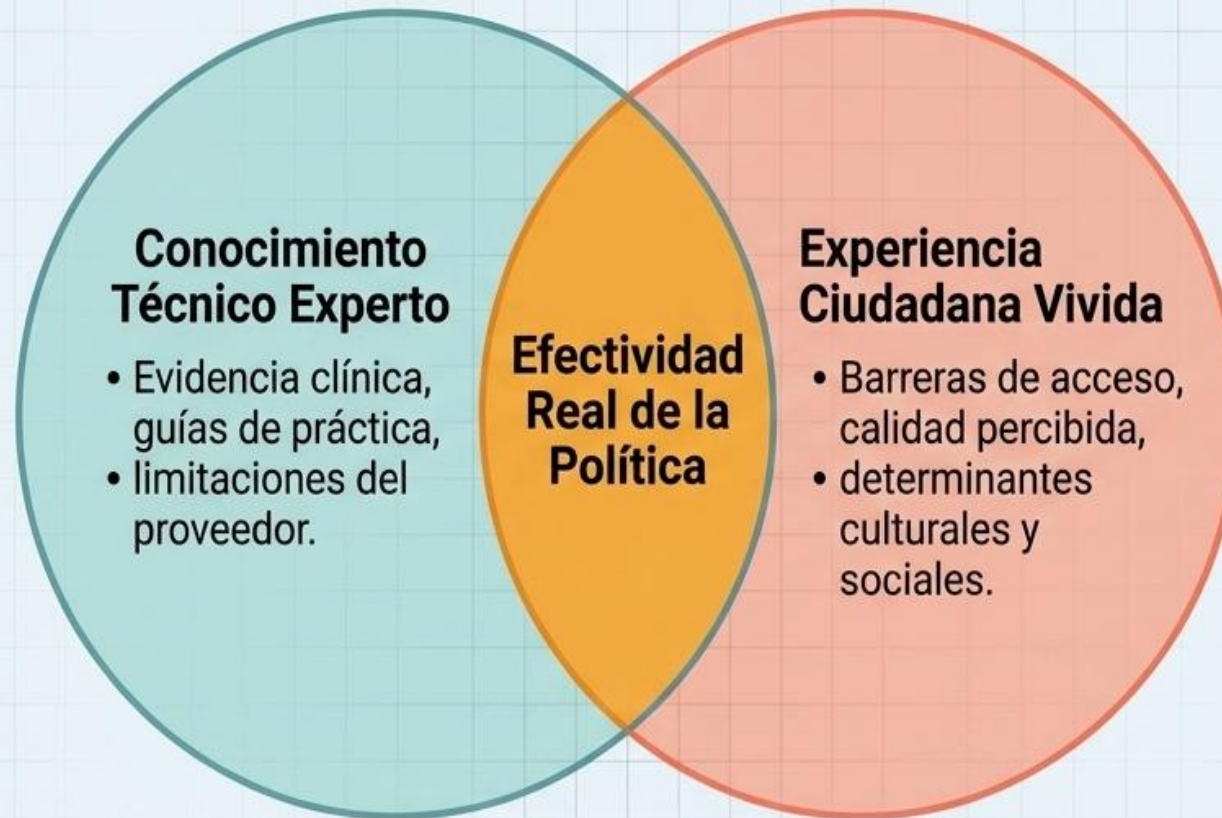 Conocimiento
Técnico Experto
• Evidencia clínica,
guías de práctica,
• limitaciones del
proveedor.
Efectividad
Real de la
Política
Experiencia
Ciudadana Vivida
• Barreras de acceso,
calidad percibida,
• determinantes
culturales y
sociales.